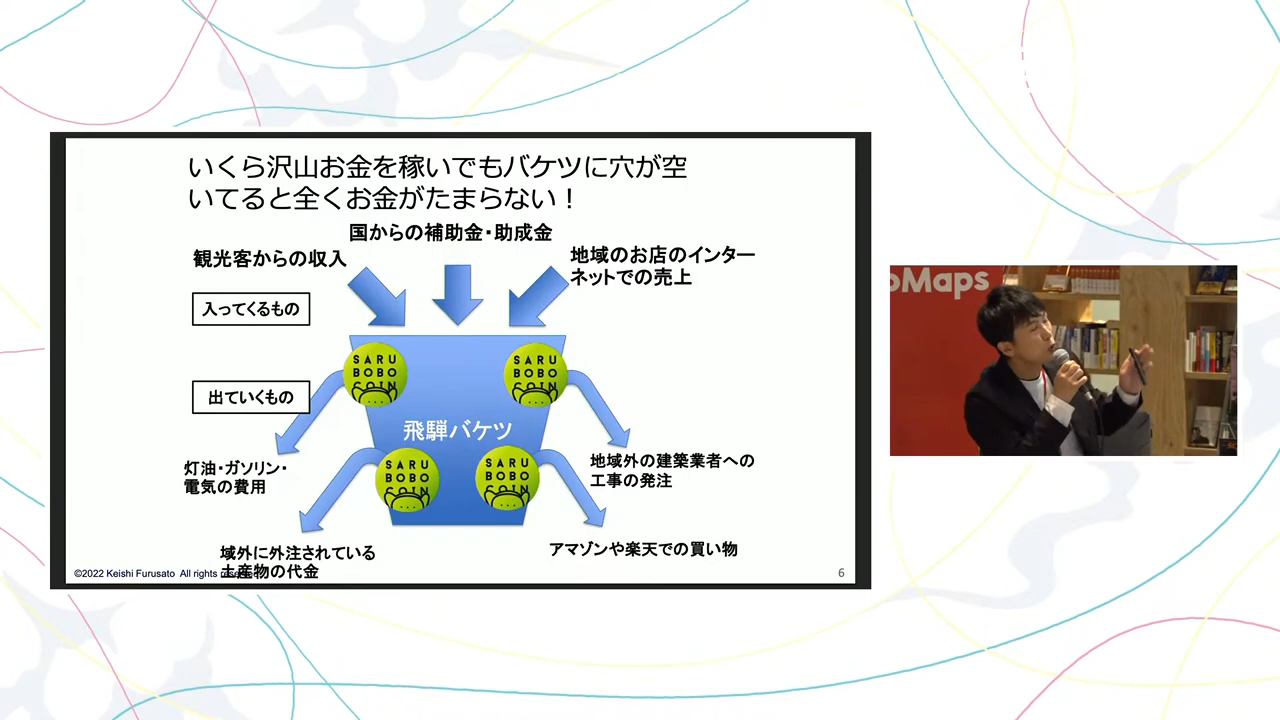 いくら沢山お金を稼いでもバケツに穴が空
いてると全くお金がたまらない！
国からの補助金・助成金
観光客からの収入
地域のお店のインター
ネットでの売上
入ってくるもの
出ていくもの
SARU
BOBO
COIN
SARU
BOBO
COIN
飛騨バケツ
SARU
BOBO
COIN
SARU
BOBO
COIN
灯油・ガソリン・
電気の費用
地域外の建築業者への
工事の発注
域外に外注されている
土産物の代金
アマゾンや楽天での買い物
©2022 Keishi Furusato All rights reserved
6
oMaps